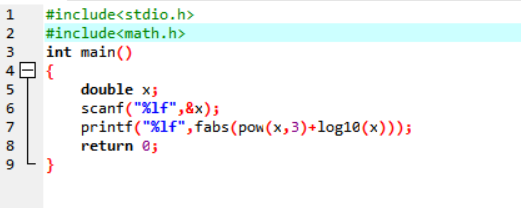 1 #include<stdio.h>
2 #include<math.h>
3 int main()
4 {
5     double x;
6     scanf("%lf",&x);
7     printf("%lf",fabs(pow(x,3)+log10(x)));
8     return 0;
9 }